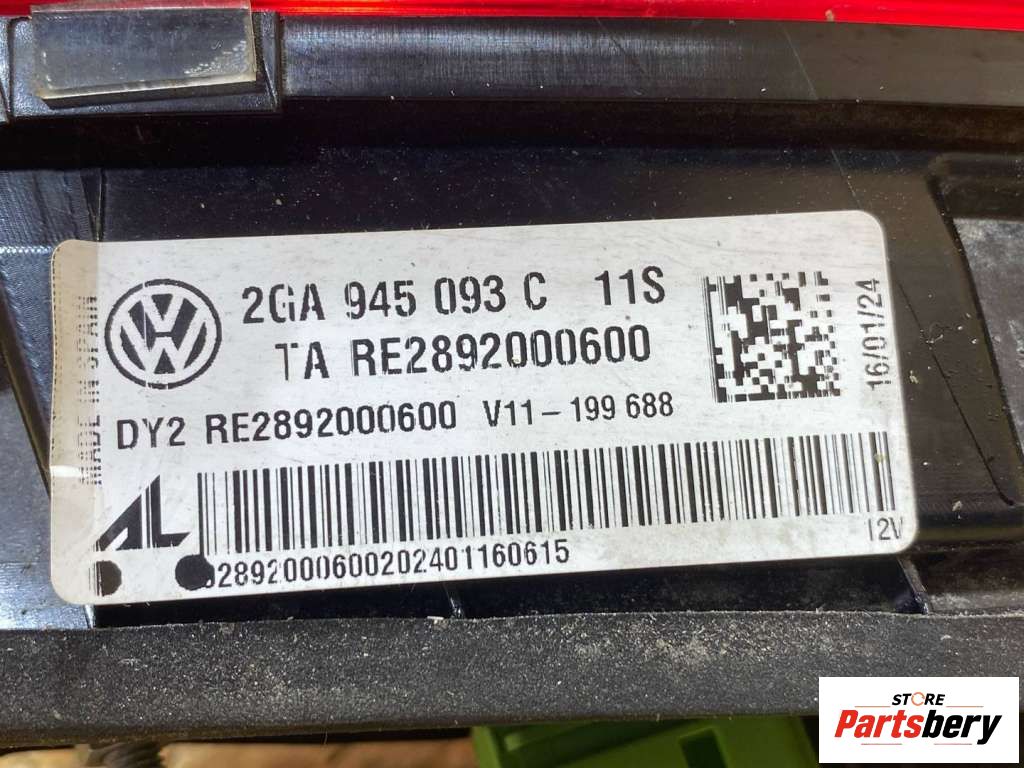 2GA 945 093 C 11S
TA RE2892000600
DY2 RE2892000600 V11-199 688
MADE IN SPAIN
16/01/24
AL
12V
02892000600202401160615
STORE
Partsbery